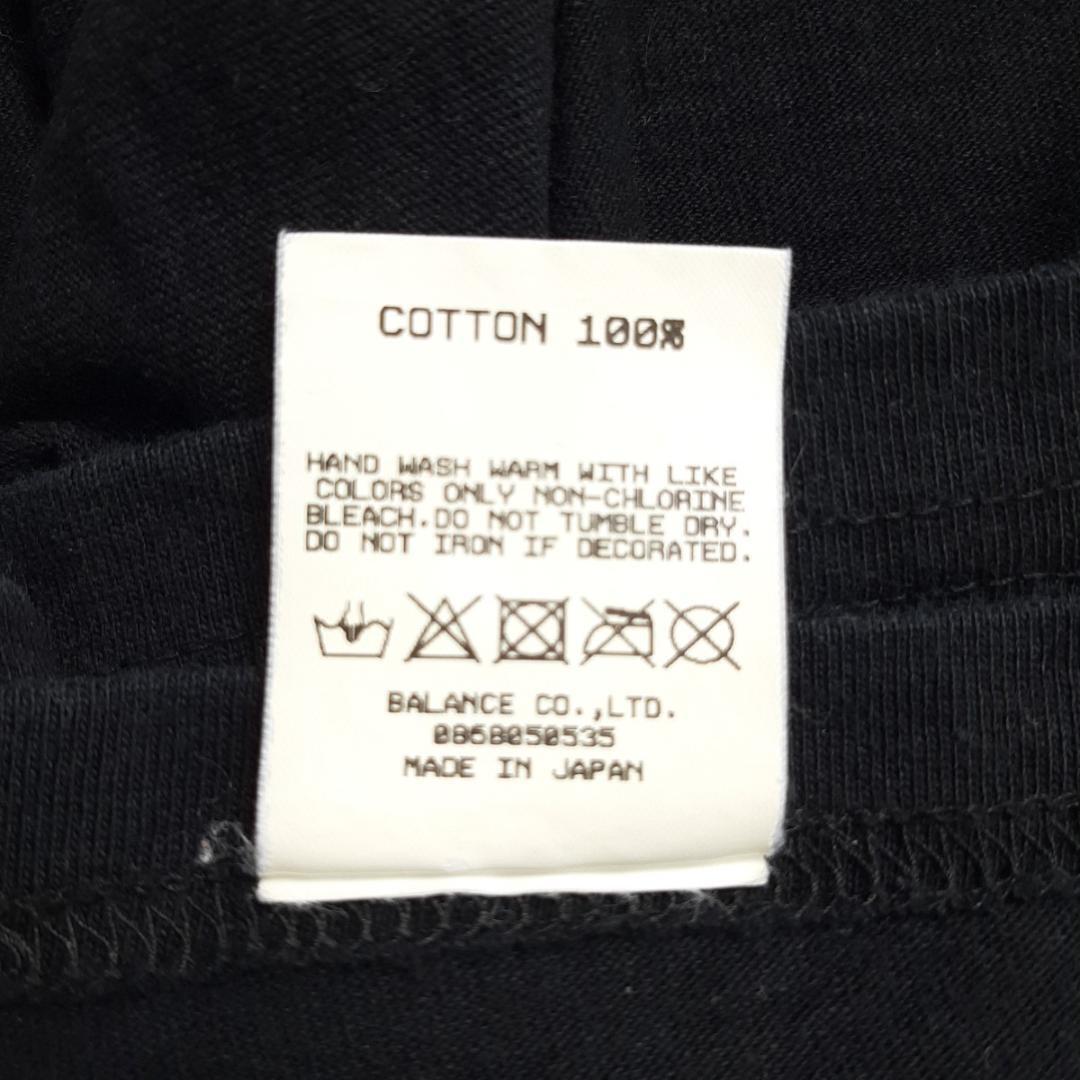 COTTON 100%
HAND WASH WARM WITH LIKE
COLORS ONLY NON-CHLORINE
BLEACH.DO NOT TUMBLE DRY.
DO NOT IRON IF DECORATED.
BALANCE CO.,LTD.
0868050535
MADE IN JAPAN